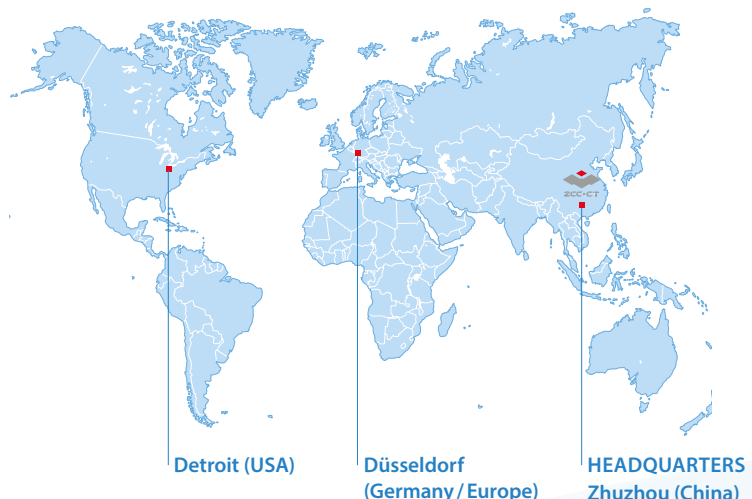 ZCC·CT
Detroit (USA)
Düsseldorf
(Germany / Europe)
HEADQUARTERS
Zhuzhou (China)